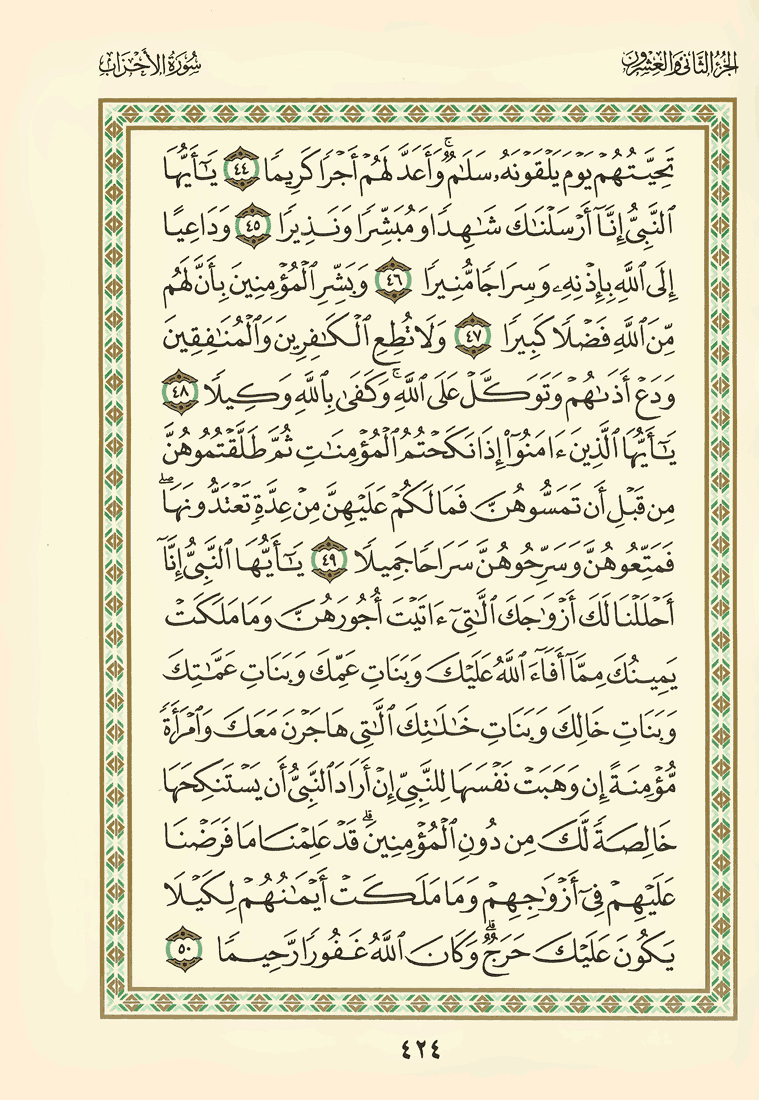 الجزء الثاني والعشرون
سورة الأحزاب
تَحِيَّتُهُمْ يَوْمَ يَلْقَوْنَهُۥ سَلَٰمٌۚ وَأَعَدَّ لَهُمْ أَجْرًا كَرِيمًا ٤٤ يَٰٓأَيُّهَا
ٱلنَّبِىُّ إِنَّآ أَرْسَلْنَٰكَ شَٰهِدًا وَمُبَشِّرًا وَنَذِيرًا ٤٥ وَدَاعِيًا
إِلَى ٱللَّهِ بِإِذْنِهِۦ وَسِرَاجًا مُّنِيرًا ٤٦ وَبَشِّرِ ٱلْمُؤْمِنِينَ بِأَنَّ لَهُم
مِّنَ ٱللَّهِ فَضْلًا كَبِيرًا ٤٧ وَلَا تُطِعِ ٱلْكَٰفِرِينَ وَٱلْمُنَٰفِقِينَ
وَدَعْ أَذَىٰهُمْ وَتَوَكَّلْ عَلَى ٱللَّهِۚ وَكَفَىٰ بِٱللَّهِ وَكِيلًا ٤٨
يَٰٓأَيُّهَا ٱلَّذِينَ ءَامَنُوٓا۟ إِذَا نَكَحْتُمُ ٱلْمُؤْمِنَٰتِ ثُمَّ طَلَّقْتُمُوهُنَّ
مِن قَبْلِ أَن تَمَسُّوهُنَّ فَمَا لَكُمْ عَلَيْهِنَّ مِنْ عِدَّةٍ تَعْتَدُّونَهَاۖ
فَمَتِّعُوهُنَّ وَسَرِّحُوهُنَّ سَرَاحًا جَمِيلًا ٤٩ يَٰٓأَيُّهَا ٱلنَّبِىُّ إِنَّآ
أَحْلَلْنَا لَكَ أَزْوَٰجَكَ ٱلَّٰتِىٓ ءَاتَيْتَ أُجُورَهُنَّ وَمَا مَلَكَتْ
يَمِينُكَ مِمَّآ أَفَآءَ ٱللَّهُ عَلَيْكَ وَبَنَاتِ عَمِّكَ وَبَنَاتِ عَمَّٰتِكَ
وَبَنَاتِ خَالِكَ وَبَنَاتِ خَٰلَٰتِكَ ٱلَّٰتِى هَاجَرْنَ مَعَكَ وَٱمْرَأَةً
مُّؤْمِنَةً إِن وَهَبَتْ نَفْسَهَا لِلنَّبِىِّ إِنْ أَرَادَ ٱلنَّبِىُّ أَن يَسْتَنكِحَهَا
خَالِصَةً لَّكَ مِن دُونِ ٱلْمُؤْمِنِينَۗ قَدْ عَلِمْنَا مَا فَرَضْنَا
عَلَيْهِمْ فِىٓ أَزْوَٰجِهِمْ وَمَا مَلَكَتْ أَيْمَٰنُهُمْ لِكَيْلَا
يَكُونَ عَلَيْكَ حَرَجٌۗ وَكَانَ ٱللَّهُ غَفُورًا رَّحِيمًا ٥٠
٤٢٤